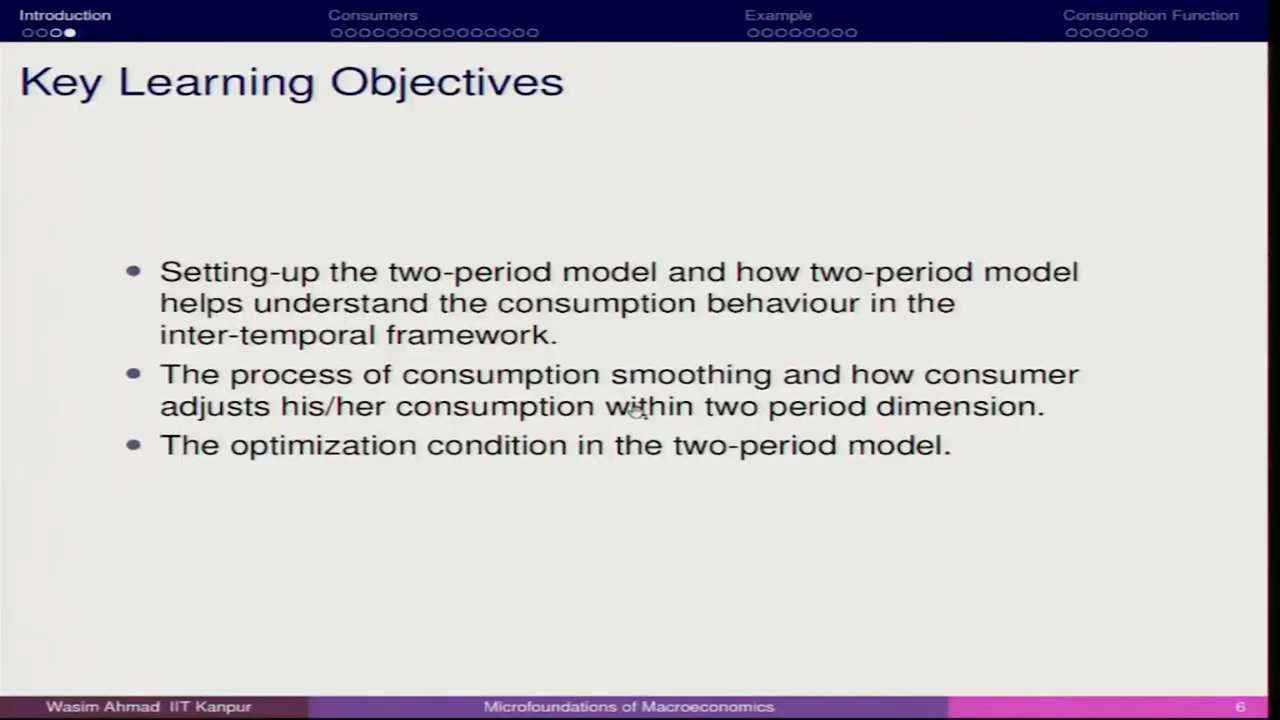 Introduction Consumers Example Consumption Function
Key Learning Objectives
Setting-up the two-period model and how two-period model
helps understand the consumption behaviour in the
inter-temporal framework.
The process of consumption smoothing and how consumer
adjusts his/her consumption within two period dimension.
The optimization condition in the two-period model.
Wasim Ahmad IIT Kanpur Microfoundations of Macroeconomics 6